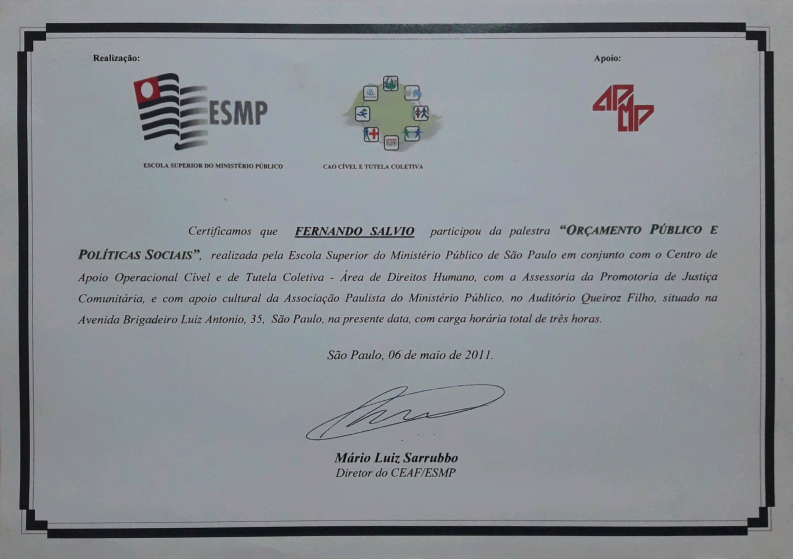 Realização:
Apoio:
ESMP
APMP
ESCOLA SUPERIOR DO MINISTÉRIO PÚBLICO
CAO CÍVEL E TUTELA COLETIVA
Certificamos que FERNANDO SALVIO participou da palestra “ORÇAMENTO PÚBLICO E
POLÍTICAS SOCIAIS”, realizada pela Escola Superior do Ministério Público de São Paulo em conjunto com o Centro de
Apoio Operacional Cível e de Tutela Coletiva - Área de Direitos Humano, com a Assessoria da Promotoria de Justiça
Comunitária, e com apoio cultural da Associação Paulista do Ministério Público, no Auditório Queiroz Filho, situado na
Avenida Brigadeiro Luiz Antonio, 35, São Paulo, na presente data, com carga horária total de três horas.
São Paulo, 06 de maio de 2011.
Mário Luiz Sarrubbo
Diretor do CEAF/ESMP